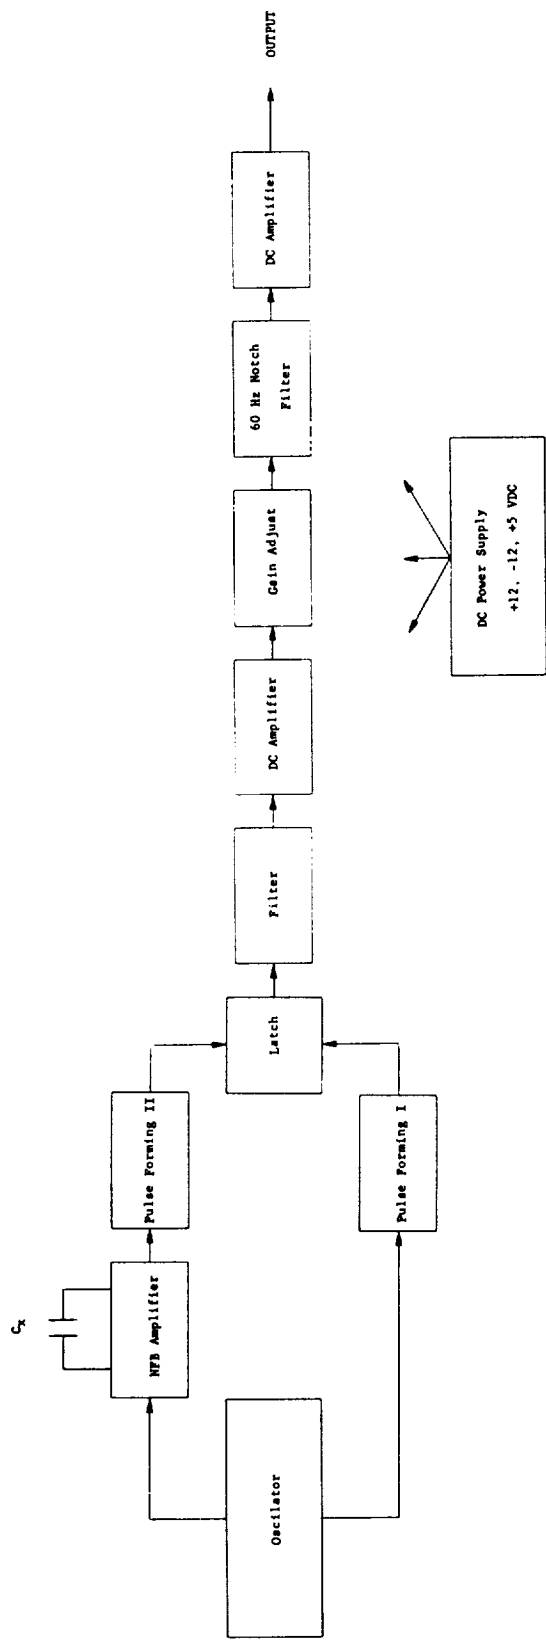 Cx
Oscilator
NFB Amplifier
Pulse Forming II
Pulse Forming I
Latch
Filter
DC Amplifier
Gain Adjust
60 Hz Notch
Filter
DC Amplifier
OUTPUT
DC Power Supply
+12, -12, +5 VDC